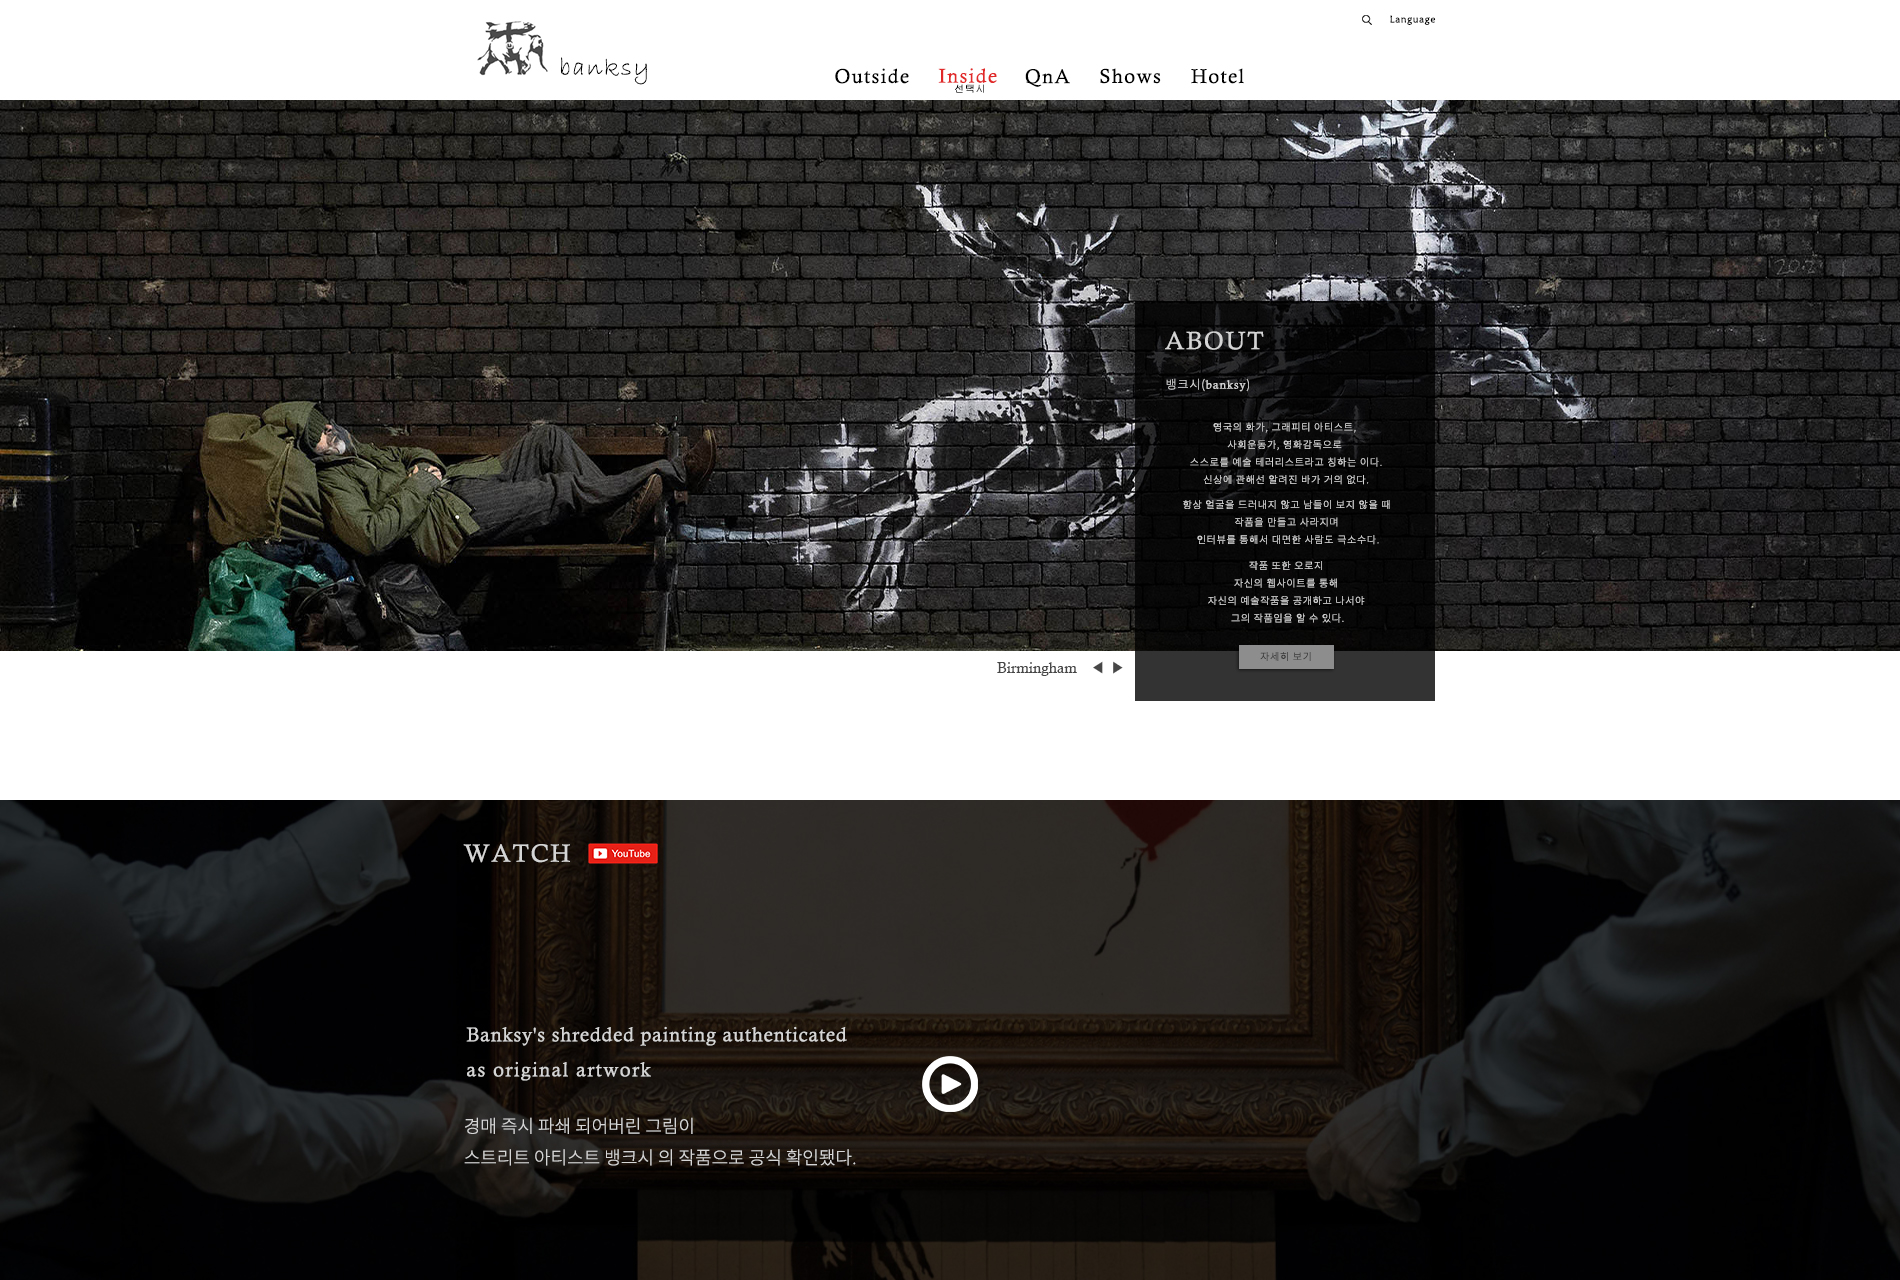 Language
banksy
Outside Inside QnA Shows Hotel
선택시
ABOUT
뱅크시(banksy)
영국의 화가, 그래피티 아티스트,
사회운동가, 영화감독으로
스스로를 예술 테러리스트라고 칭하는 이다.
신상에 관해선 알려진 바가 거의 없다.
항상 얼굴을 드러내지 않고 남들이 보지 않을 때
작품을 만들고 사라지며
인터뷰를 통해서 대면한 사람도 극소수다.
작품 또한 오로지
자신의 웹사이트를 통해
자신의 예술작품을 공개하고 나서야
그의 작품임을 알 수 있다.
자세히 보기
Birmingham
WATCH YouTube
Banksy's shredded painting authenticated
as original artwork
경매 즉시 파쇄 되어버린 그림이
스트리트 아티스트 뱅크시 의 작품으로 공식 확인됐다.